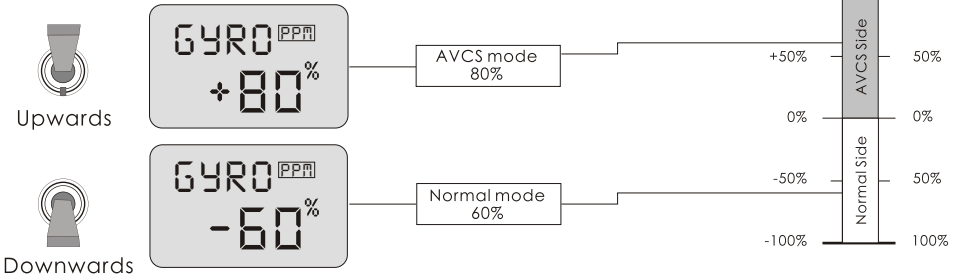 Upwards
GYRO PPM
+80%
AVCS mode
80%
Downwards
GYRO PPM
-60%
Normal mode
60%
+50%
50%
0%
0%
-50%
50%
-100%
100%
AVCS Side
Normal Side